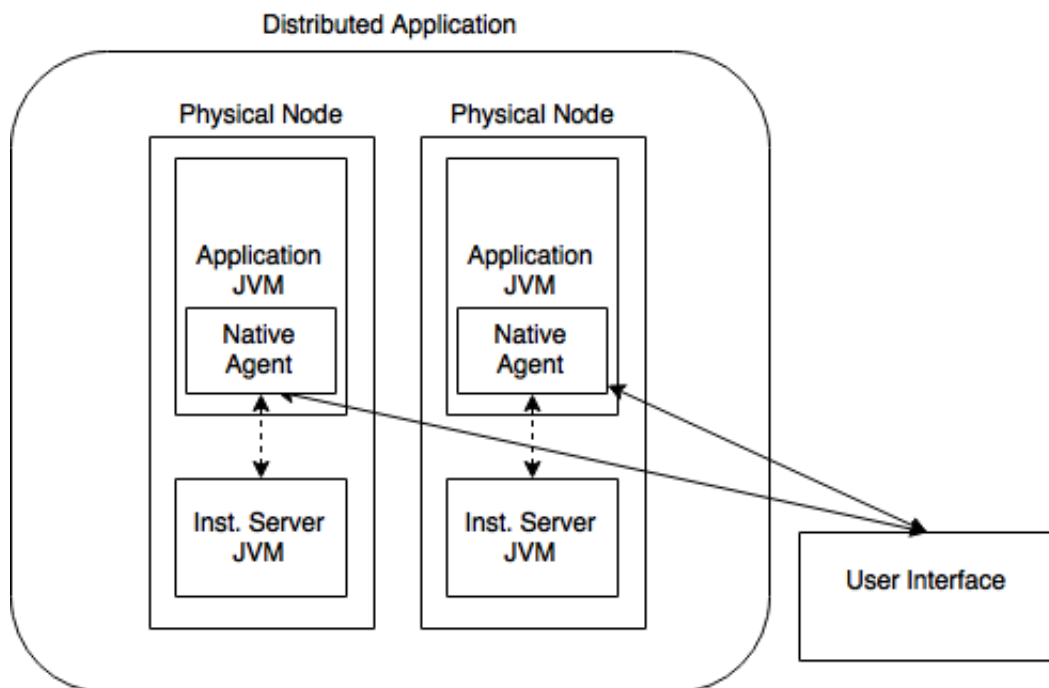 Distributed Application
Physical Node
Physical Node
Application
JVM
Native
Agent
Inst. Server
JVM
Application
JVM
Native
Agent
Inst. Server
JVM
User Interface